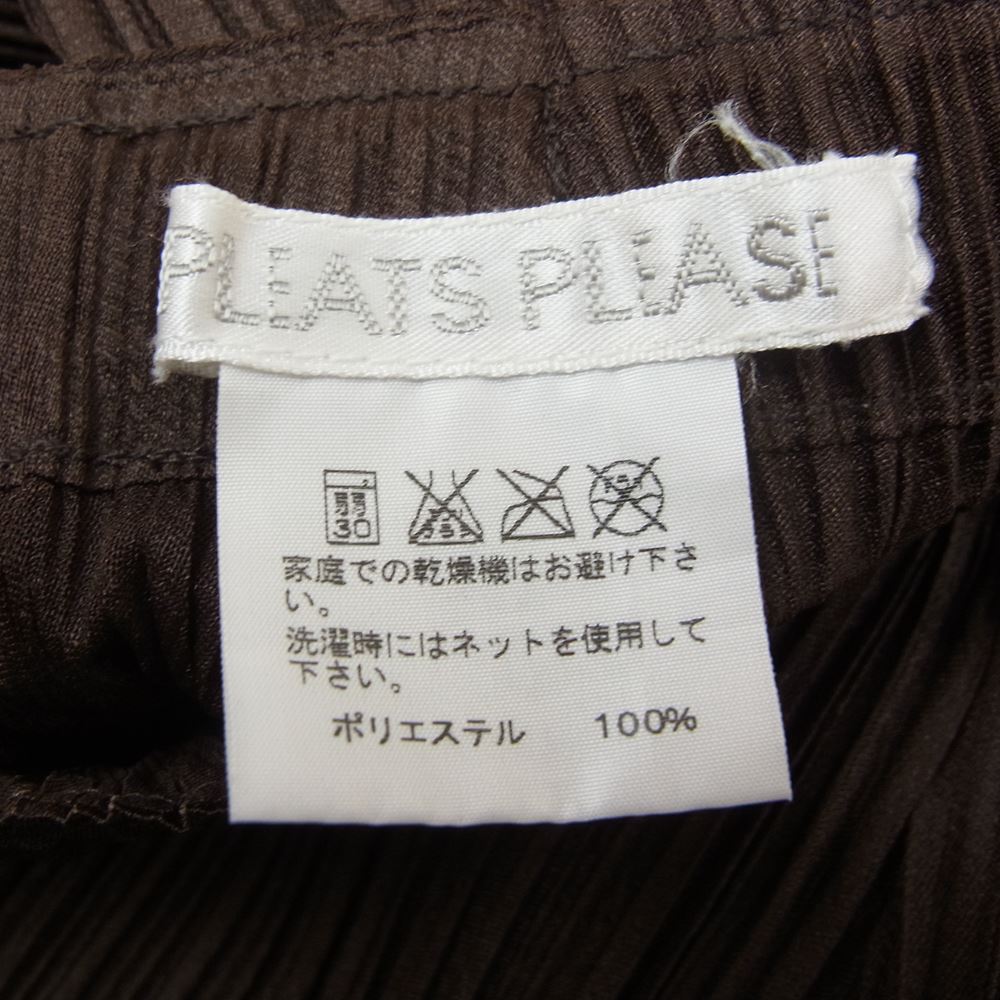 PLEATS PLEASE
弱
30
家庭での乾燥機はお避け下さ
い。
洗濯時にはネットを使用して
下さい。
ポリエステル 100%